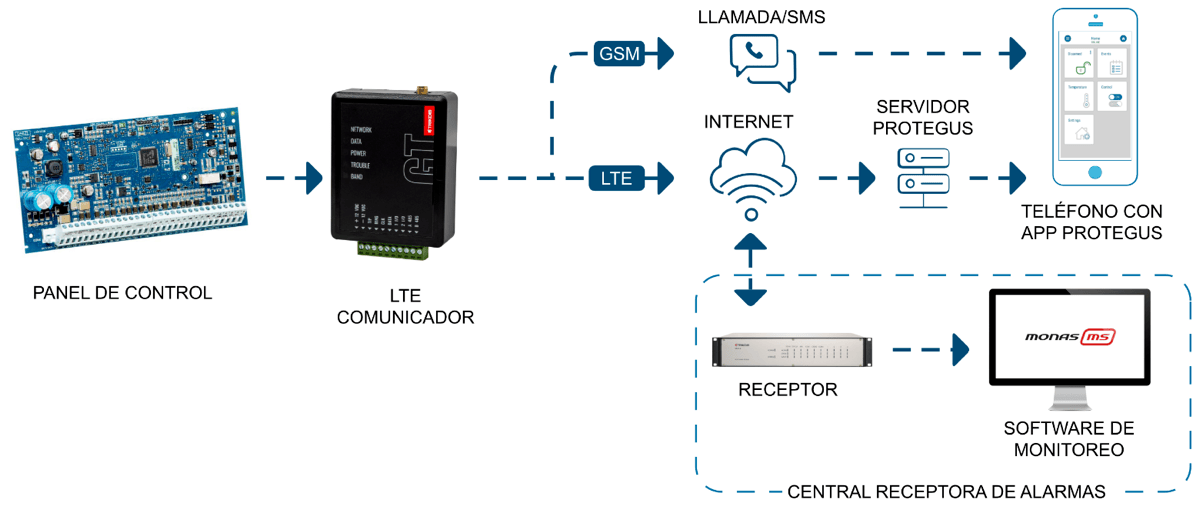 LLAMADA/SMS
GSM
INTERNET
SERVIDOR
PROTEGUS
LTE
TELÉFONO CON
APP PROTEGUS
NETWORK
DATA
POWER
TROUBLE
BAND
GT
TRIKDIS
PANEL DE CONTROL
LTE
COMUNICADOR
RECEPTOR
MONAS MS
SOFTWARE DE
MONITOREO
CENTRAL RECEPTORA DE ALARMAS